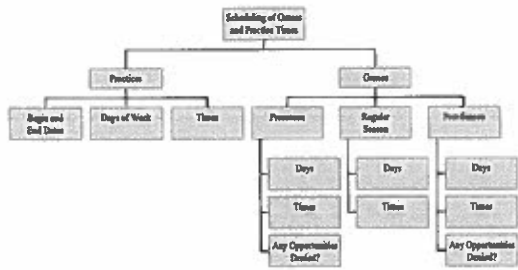 Scheduling of Games
and Practice Times
Practices
Games
Begin and
End Dates
Days of Week
Times
Preseason
Regular
Season
Post-Season
Days
Days
Days
Times
Times
Times
Any Opportunities
Denied?
Any Opportunities
Denied?